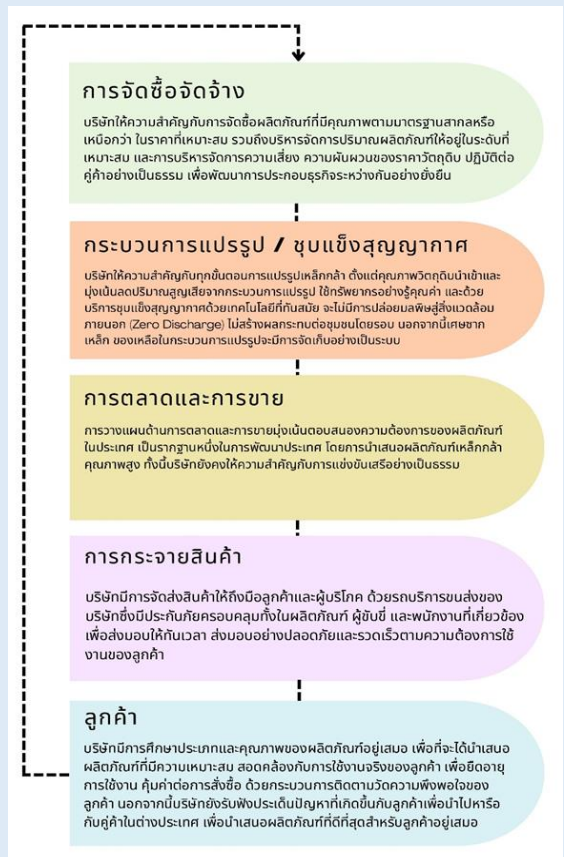 การจัดซื้อจัดจ้าง
บริษัทให้ความสำคัญกับการจัดซื้อผลิตภัณฑ์ที่มีคุณภาพตามมาตรฐานสากลหรือ
เหนือกว่า ในราคาที่เหมาะสม รวมถึงบริหารจัดการปริมาณผลิตภัณฑ์ให้อยู่ในระดับที่
เหมาะสม และการบริหารจัดการความเสี่ยง ความผันผวนของราคาวัตถุดิบ ปฏิบัติต่อ
คู่ค้าอย่างเป็นธรรม เพื่อพัฒนาการประกอบธุรกิจระหว่างกันอย่างยั่งยืน
กระบวนการแปรรูป / ชุบแข็งสุญญากาศ
บริษัทให้ความสำคัญกับทุกขั้นตอนการแปรรูปเหล็กกล้า ตั้งแต่คุณภาพวัตถุดิบนำเข้าและ
มุ่งเน้นลดปริมาณสูญเสียจากกระบวนการแปรรูป ใช้ทรัพยากรอย่างรู้คุณค่า และด้วย
บริการชุบแข็งสุญญากาศด้วยเทคโนโลยีที่ทันสมัย จะไม่มีการปล่อยมลพิษสู่สิ่งแวดล้อม
ภายนอก (Zero Discharge) ไม่สร้างผลกระทบต่อชุมชนโดยรอบ นอกจากนี้เศษซาก
เหล็ก ของเหลือในกระบวนการแปรรูปจะมีการจัดเก็บอย่างเป็นระบบ
การตลาดและการขาย
การวางแผนด้านการตลาดและการขายมุ่งเน้นตอบสนองความต้องการของผลิตภัณฑ์
ในประเทศ เป็นรากฐานหนึ่งในการพัฒนาประเทศ โดยการนำเสนอผลิตภัณฑ์เหล็กกล้า
คุณภาพสูง ทั้งนี้บริษัทยังคงให้ความสำคัญกับการแข่งขันเสรีอย่างเป็นธรรม
การกระจายสินค้า
บริษัทมีการจัดส่งสินค้าให้ถึงมือลูกค้าและผู้บริโภค ด้วยรถบริการขนส่งของ
บริษัทซึ่งมีประกันภัยครอบคลุมทั้งในผลิตภัณฑ์ ผู้ขับขี่ และพนักงานที่เกี่ยวข้อง
เพื่อส่งมอบให้ทันเวลา ส่งมอบอย่างปลอดภัยและรวดเร็วตามความต้องการใช้
งานของลูกค้า
ลูกค้า
บริษัทมีการศึกษาประเภทและคุณภาพของผลิตภัณฑ์อยู่เสมอ เพื่อที่จะได้นำเสนอ
ผลิตภัณฑ์ที่มีความเหมาะสม สอดคล้องกับการใช้งานจริงของลูกค้า เพื่อยืดอายุ
การใช้งาน คุ้มค่าต่อการสั่งซื้อ ด้วยกระบวนการติดตามวัดความพึงพอใจของ
ลูกค้า นอกจากนี้บริษัทยังรับฟังประเด็นปัญหาที่เกิดขึ้นกับลูกค้าเพื่อนำไปหารือ
กับคู่ค้าในต่างประเทศ เพื่อนำเสนอผลิตภัณฑ์ที่ดีที่สุดสำหรับลูกค้าอยู่เสมอ